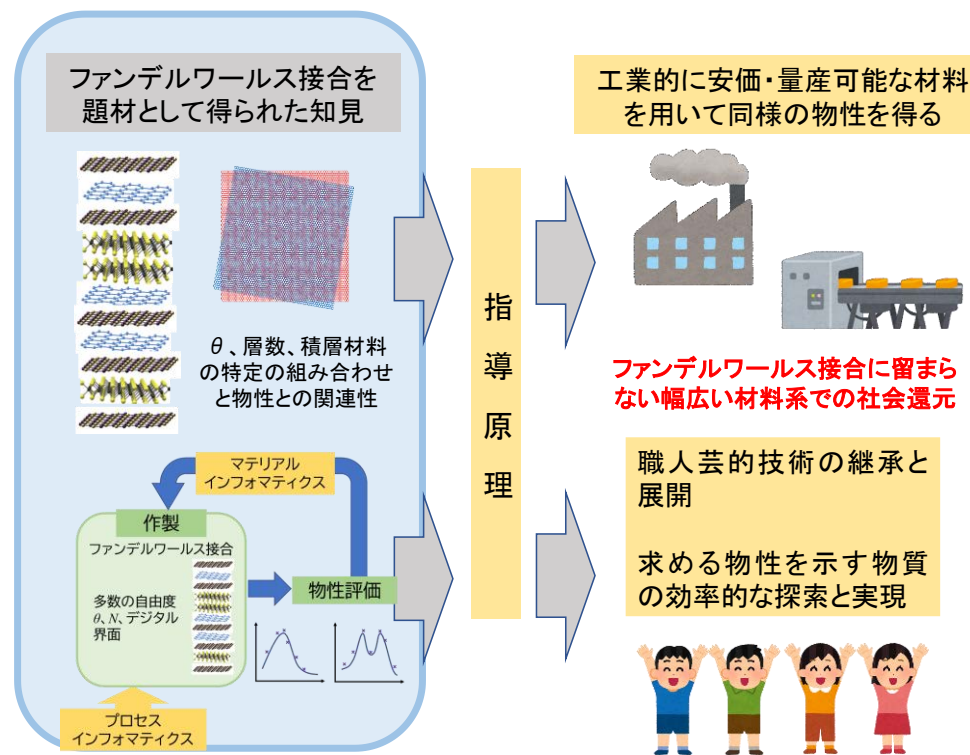 ファンデルワールス接合を
題材として得られた知見
θ、層数、積層材料
の特定の組み合わせ
と物性との関連性
マテリアル
インフォマティクス
作製
ファンデルワールス接合
多数の自由度
θ、N、デジタル
界面
物性評価
プロセス
インフォマティクス
指導原理
工業的に安価・量産可能な材料
を用いて同様の物性を得る
ファンデルワールス接合に留まら
ない幅広い材料系での社会還元
職人芸的技術の継承と
展開
求める物性を示す物質
の効率的な探索と実現